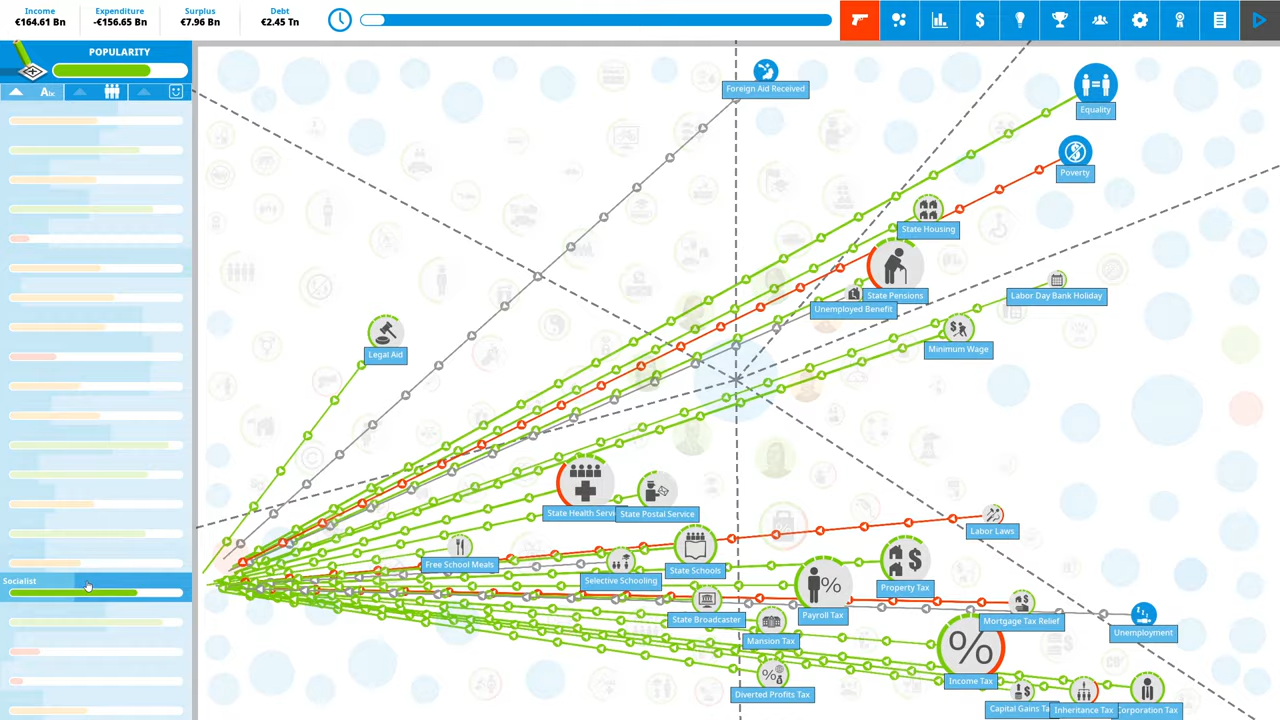 Income
Expenditure
Surplus
Debt
€164.61 Bn
-€156.65 Bn
€7.96 Bn
€2.45 Tn
POPULARITY
Foreign Aid Received
Equality
Poverty
State Housing
State Pensions
Labor Day Bank Holiday
Unemployed Benefit
Minimum Wage
Legal Aid
State Health Servi
State Postal Service
Labor Laws
Free School Meals
State Schools
Selective Schooling
Property Tax
Socialist
Payroll Tax
State Broadcaster
Mortgage Tax Relief
Unemployment
Mansion Tax
Income Tax
Diverted Profits Tax
Capital Gains Ta
Inheritance Tax
Corporation Tax